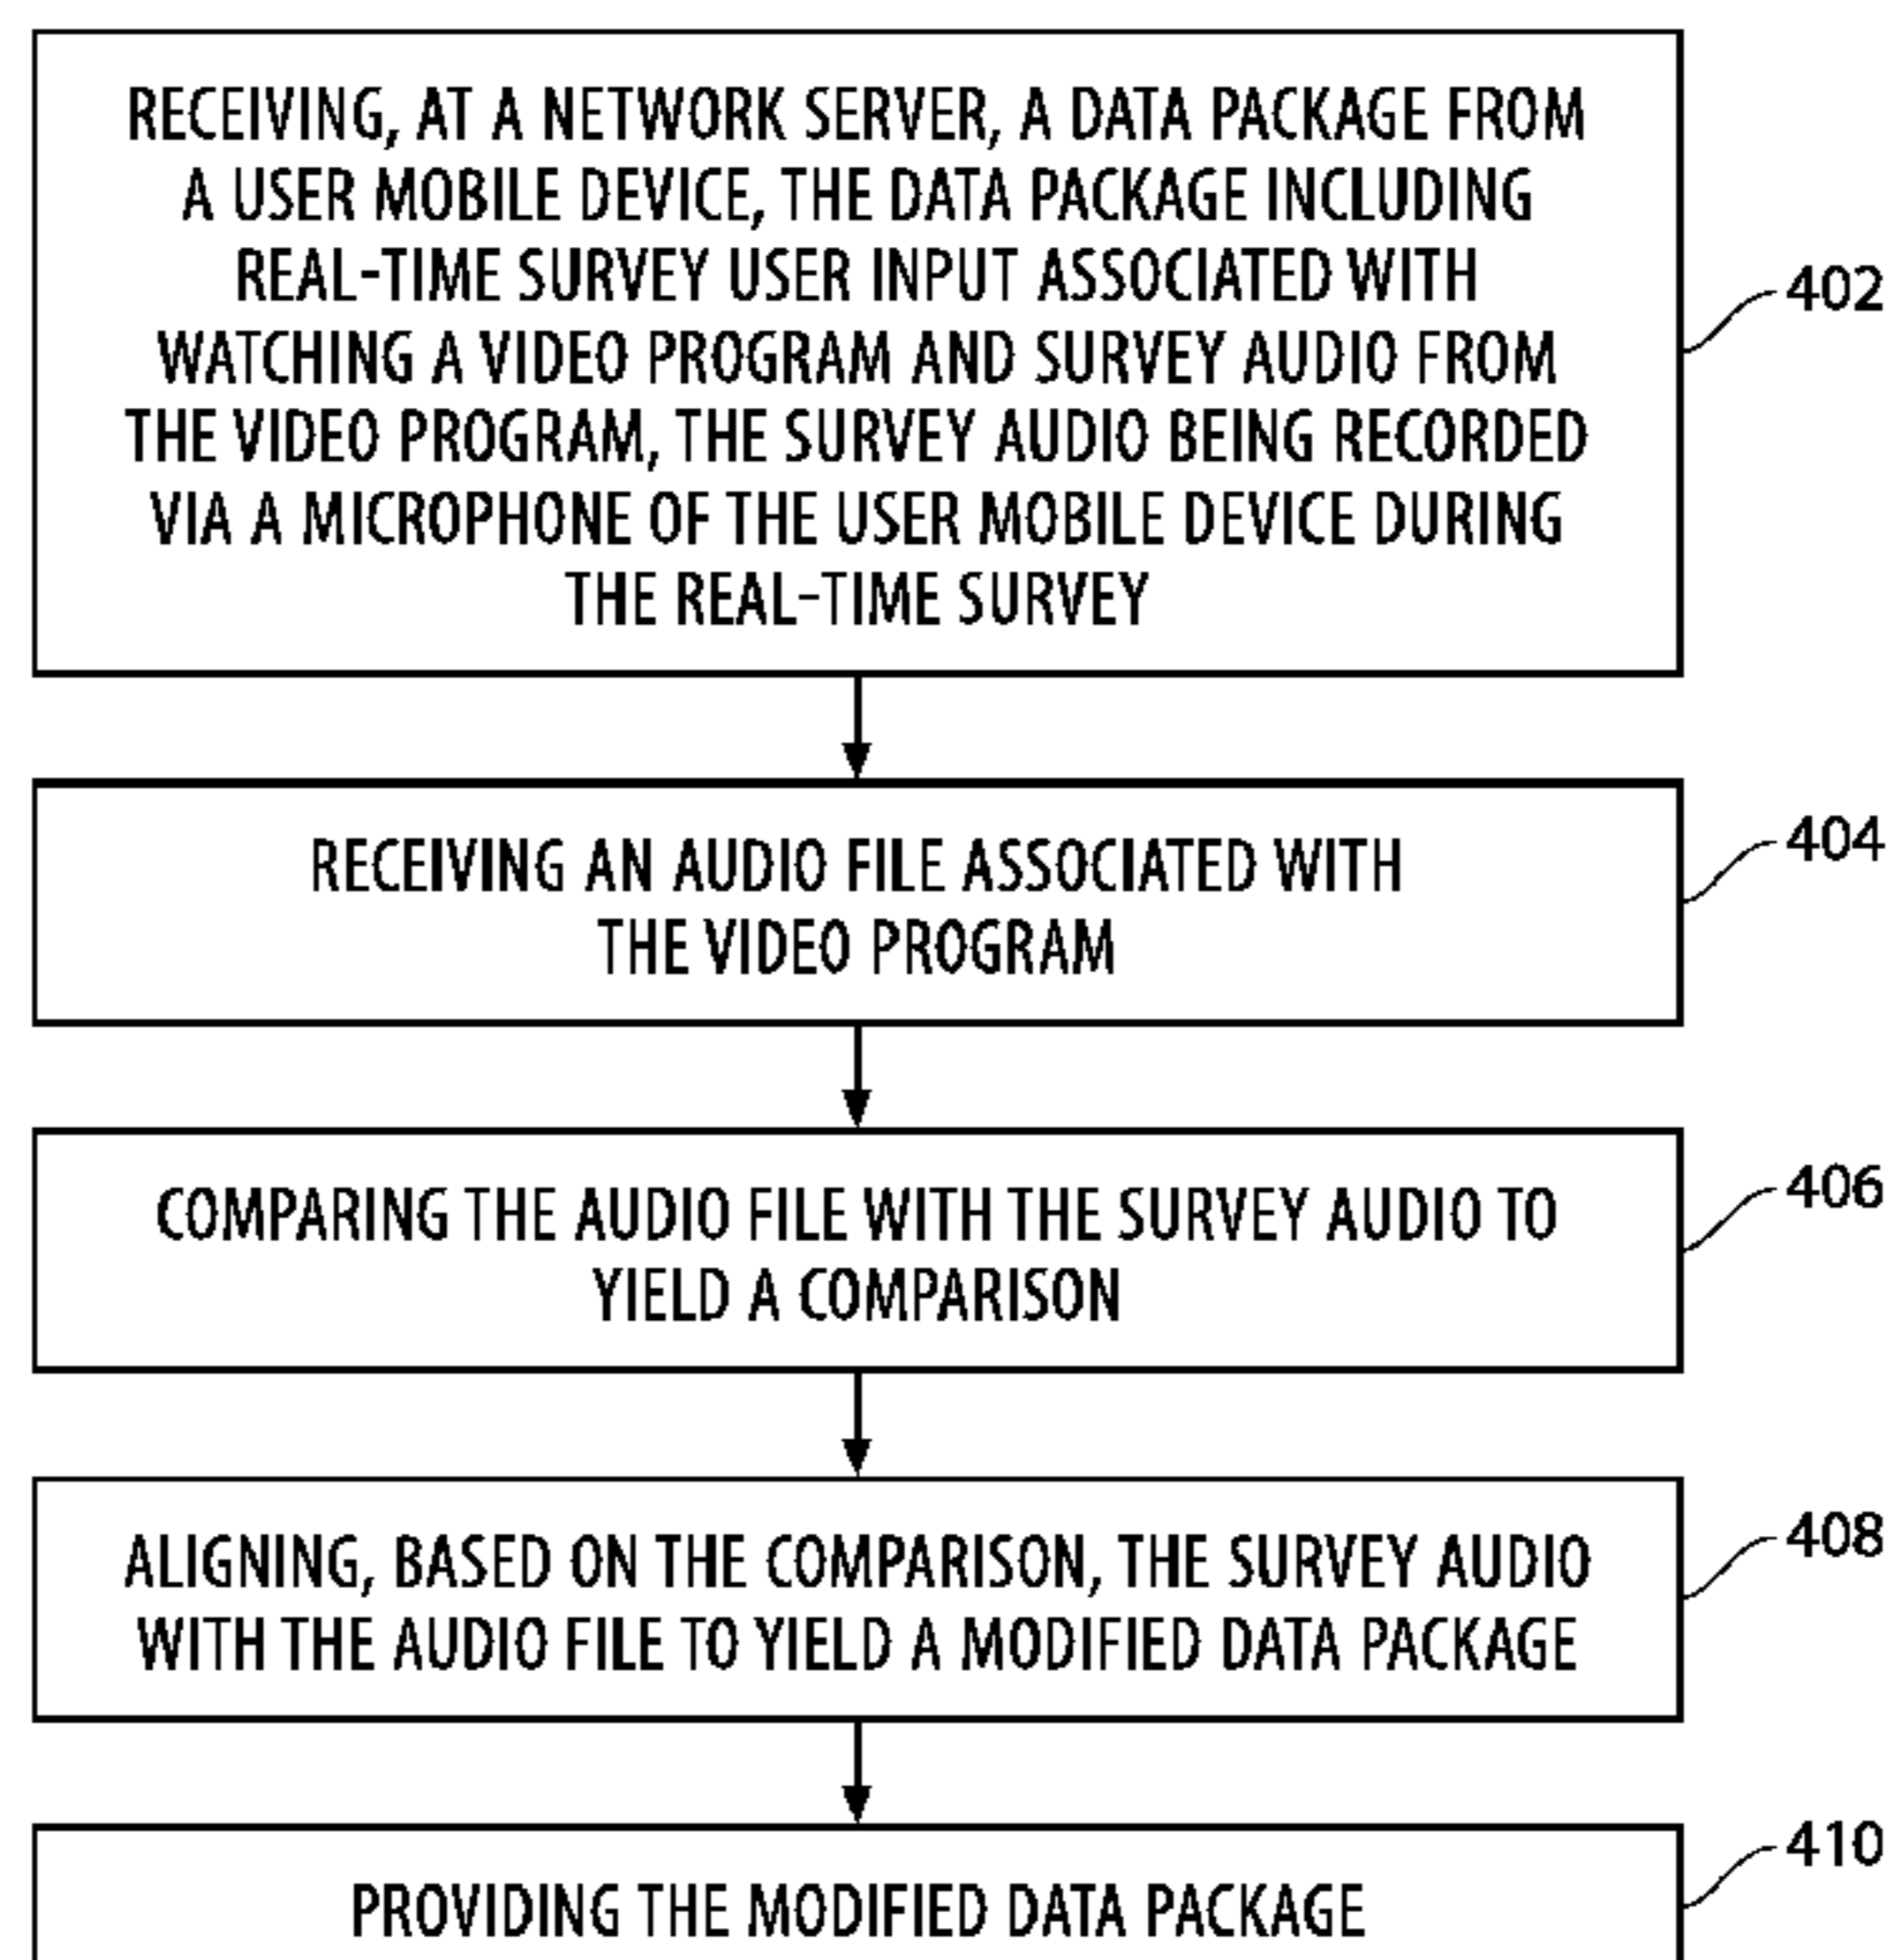 RECEIVING, AT A NETWORK SERVER, A DATA PACKAGE FROM
A USER MOBILE DEVICE, THE DATA PACKAGE INCLUDING
REAL-TIME SURVEY USER INPUT ASSOCIATED WITH
WATCHING A VIDEO PROGRAM AND SURVEY AUDIO FROM
THE VIDEO PROGRAM, THE SURVEY AUDIO BEING RECORDED
VIA A MICROPHONE OF THE USER MOBILE DEVICE DURING
THE REAL-TIME SURVEY
402
RECEIVING AN AUDIO FILE ASSOCIATED WITH
THE VIDEO PROGRAM
404
COMPARING THE AUDIO FILE WITH THE SURVEY AUDIO TO
YIELD A COMPARISON
406
ALIGNING, BASED ON THE COMPARISON, THE SURVEY AUDIO
WITH THE AUDIO FILE TO YIELD A MODIFIED DATA PACKAGE
408
PROVIDING THE MODIFIED DATA PACKAGE
410